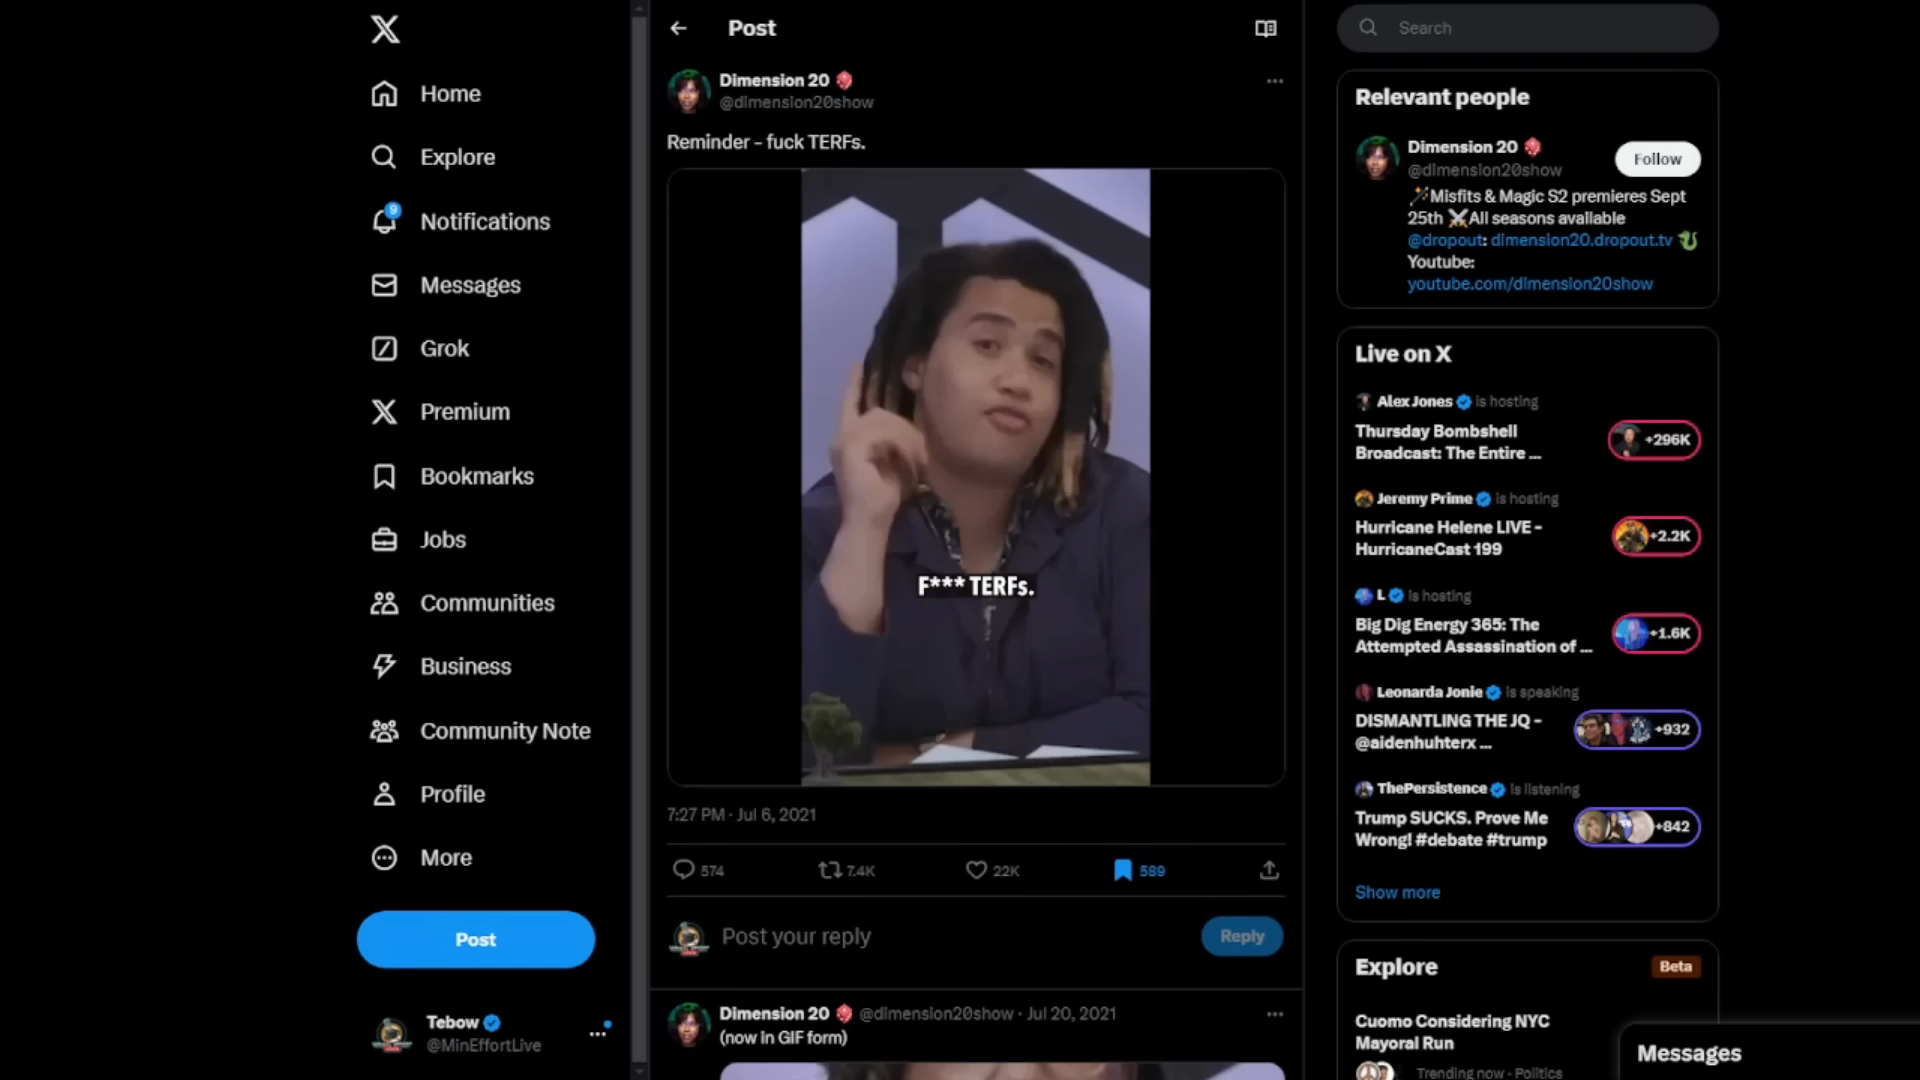 Home
Explore
9
Notifications
Messages
Grok
Premium
Bookmarks
Jobs
Communities
Business
Community Note
Profile
More
Post
Tebow
@MinEffortLive
Post
Dimension 20
@dimension20show
Reminder - fuck TERFs.
F*** TERFs.
7:27 PM · Jul 6, 2021
574
7.4K
22K
589
Post your reply
Reply
Dimension 20 @dimension20show · Jul 20, 2021
(now in GIF form)
Search
Relevant people
Dimension 20
@dimension20show
Follow
Misfits & Magic S2 premieres Sept
25th All seasons available
@dropout: dimension20.dropout.tv
Youtube:
youtube.com/dimension20show
Live on X
Alex Jones is hosting
Thursday Bombshell
Broadcast: The Entire ...
+296K
Jeremy Prime is hosting
Hurricane Helene LIVE -
HurricaneCast 199
+2.2K
L is hosting
Big Dig Energy 365: The
Attempted Assassination of ...
+1.6K
Leonarda Jonie is speaking
DISMANTLING THE JQ -
@aidenhuhterx ...
+932
ThePersistence is listening
Trump SUCKS. Prove Me
Wrong! #debate #trump
+842
Show more
Explore
Beta
Cuomo Considering NYC
Mayoral Run
Trending now · Politics
Messages